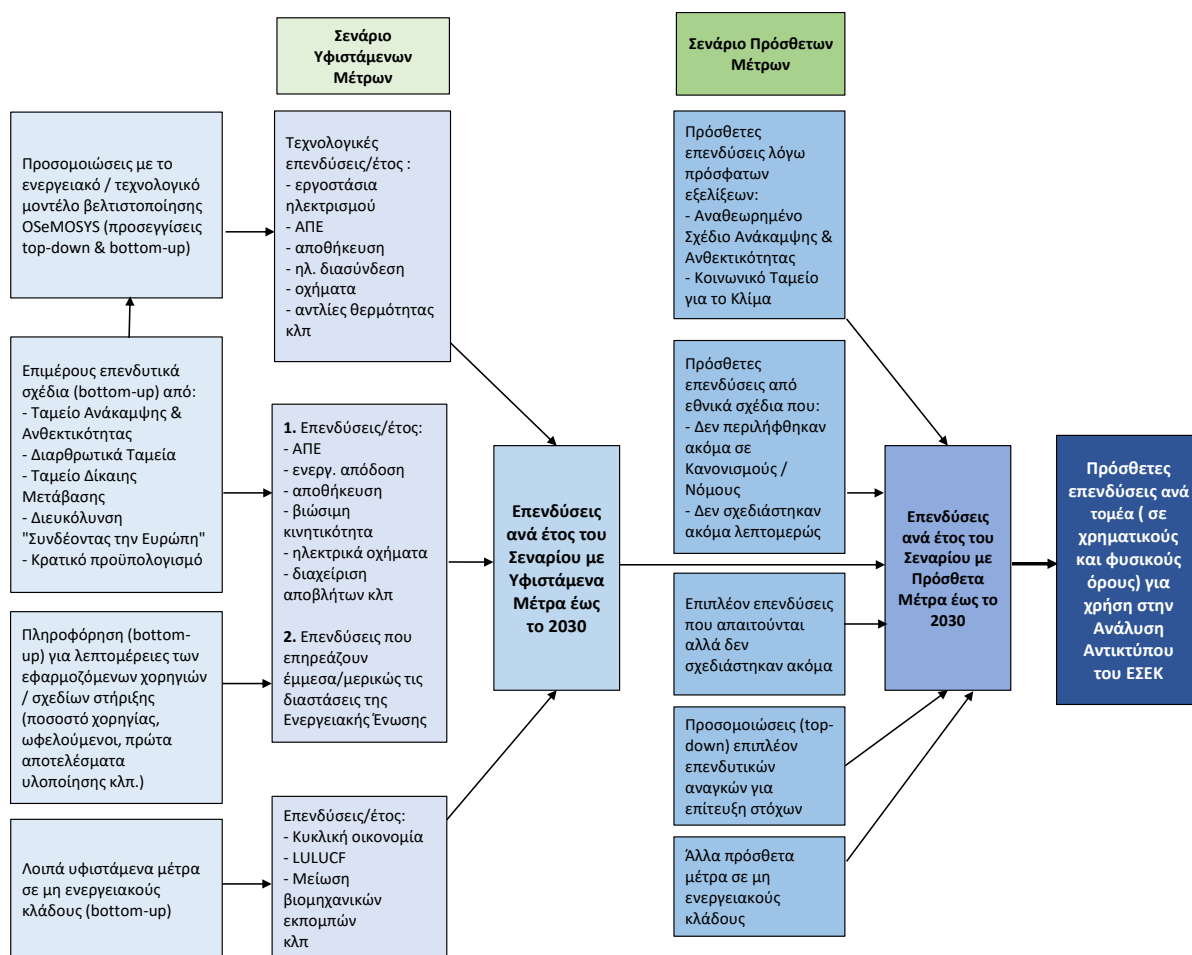 Σενάριο
Υφιστάμενων
Μέτρων
Σενάριο Πρόσθετων
Μέτρων
Προσομοιώσεις με το
ενεργειακό / τεχνολογικό
μοντέλο βελτιστοποίησης
OSeMOSYS (προσεγγίσεις
top-down & bottom-up)
Επιμέρους επενδυτικά
σχέδια (bottom-up) από:
- Ταμείο Ανάκαμψης &
Ανθεκτικότητας
- Διαρθρωτικά Ταμεία
- Ταμείο Δίκαιης
Μετάβασης
- Διευκόλυνση
"Συνδέοντας την Ευρώπη"
- Κρατικό προϋπολογισμό
Πληροφόρηση (bottom-
up) για λεπτομέρειες των
εφαρμοζόμενων χορηγιών
/ σχεδίων στήριξης
(ποσοστό χορηγίας,
ωφελούμενοι, πρώτα
αποτελέσματα
υλοποίησης κλπ.)
Λοιπά υφιστάμενα μέτρα
σε μη ενεργειακούς
κλάδους (bottom-up)
Τεχνολογικές
επενδύσεις/έτος :
- εργοστάσια
ηλεκτρισμού
- ΑΠΕ
- αποθήκευση
- ηλ. διασύνδεση
- οχήματα
- αντλίες θερμότητας
κλπ
1. Επενδύσεις/έτος:
- ΑΠΕ
- ενεργ. απόδοση
- αποθήκευση
- βιώσιμη
κινητικότητα
- ηλεκτρικά οχήματα
- διαχείριση
αποβλήτων κλπ
2. Επενδύσεις που
επηρεάζουν
έμμεσα/μερικώς τις
διαστάσεις της
Ενεργειακής Ένωσης
Επενδύσεις/έτος:
- Κυκλική οικονομία
- LULUCF
- Μείωση
βιομηχανικών
εκπομπών
κλπ
Επενδύσεις
ανά έτος του
Σεναρίου με
Υφιστάμενα
Μέτρα έως
το 2030
Πρόσθετες
επενδύσεις λόγω
πρόσφατων
εξελίξεων:
- Αναθεωρημένο
Σχέδιο Ανάκαμψης &
Ανθεκτικότητας
- Κοινωνικό Ταμείο
για το Κλίμα
Πρόσθετες
επενδύσεις από
εθνικά σχέδια που:
- Δεν περιλήφθηκαν
ακόμα σε
Κανονισμούς /
Νόμους
- Δεν σχεδιάστηκαν
ακόμα λεπτομερώς
Επιπλέον επενδύσεις
που απαιτούνται
αλλά δεν
σχεδιάστηκαν ακόμα
Προσομοιώσεις (top-
down) επιπλέον
επενδυτικών
αναγκών για
επίτευξη στόχων
Άλλα πρόσθετα
μέτρα σε μη
ενεργειακούς
κλάδους
Επενδύσεις
ανά έτος του
Σεναρίου με
Πρόσθετα
Μέτρα έως το
2030
Πρόσθετες
επενδύσεις ανά
τομέα ( σε
χρηματικούς
και φυσικούς
όρους) για
χρήση στην
Ανάλυση
Αντικτύπου
του ΕΣΕΚ